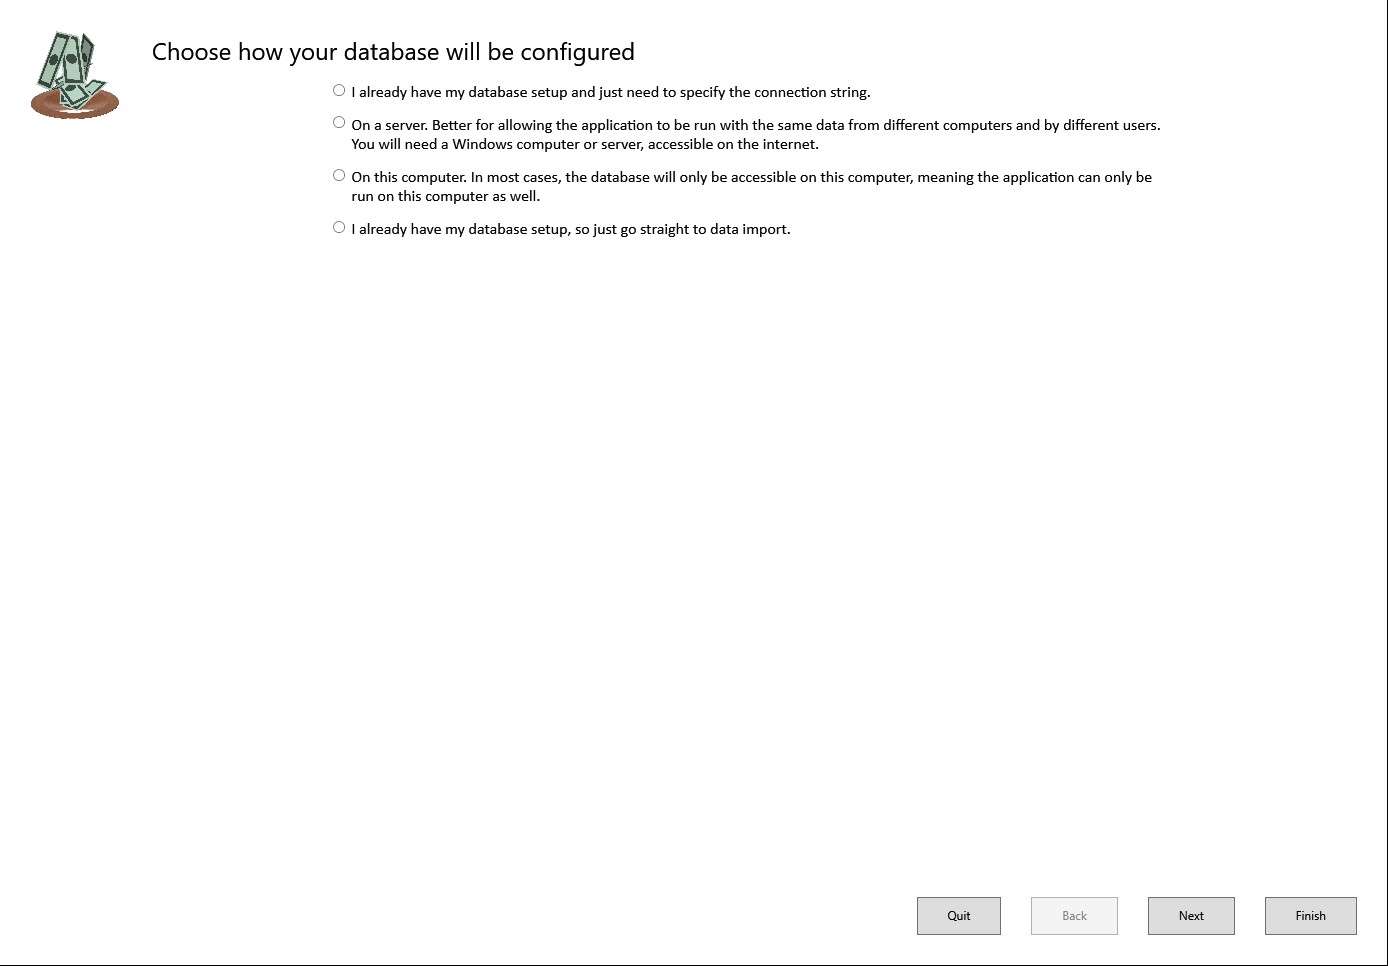 Choose how your database will be configured
I already have my database setup and just need to specify the connection string.
On a server. Better for allowing the application to be run with the same data from different computers and by different users.
You will need a Windows computer or server, accessible on the internet.
On this computer. In most cases, the database will only be accessible on this computer, meaning the application can only be
run on this computer as well.
I already have my database setup, so just go straight to data import.
Quit
Back
Next
Finish